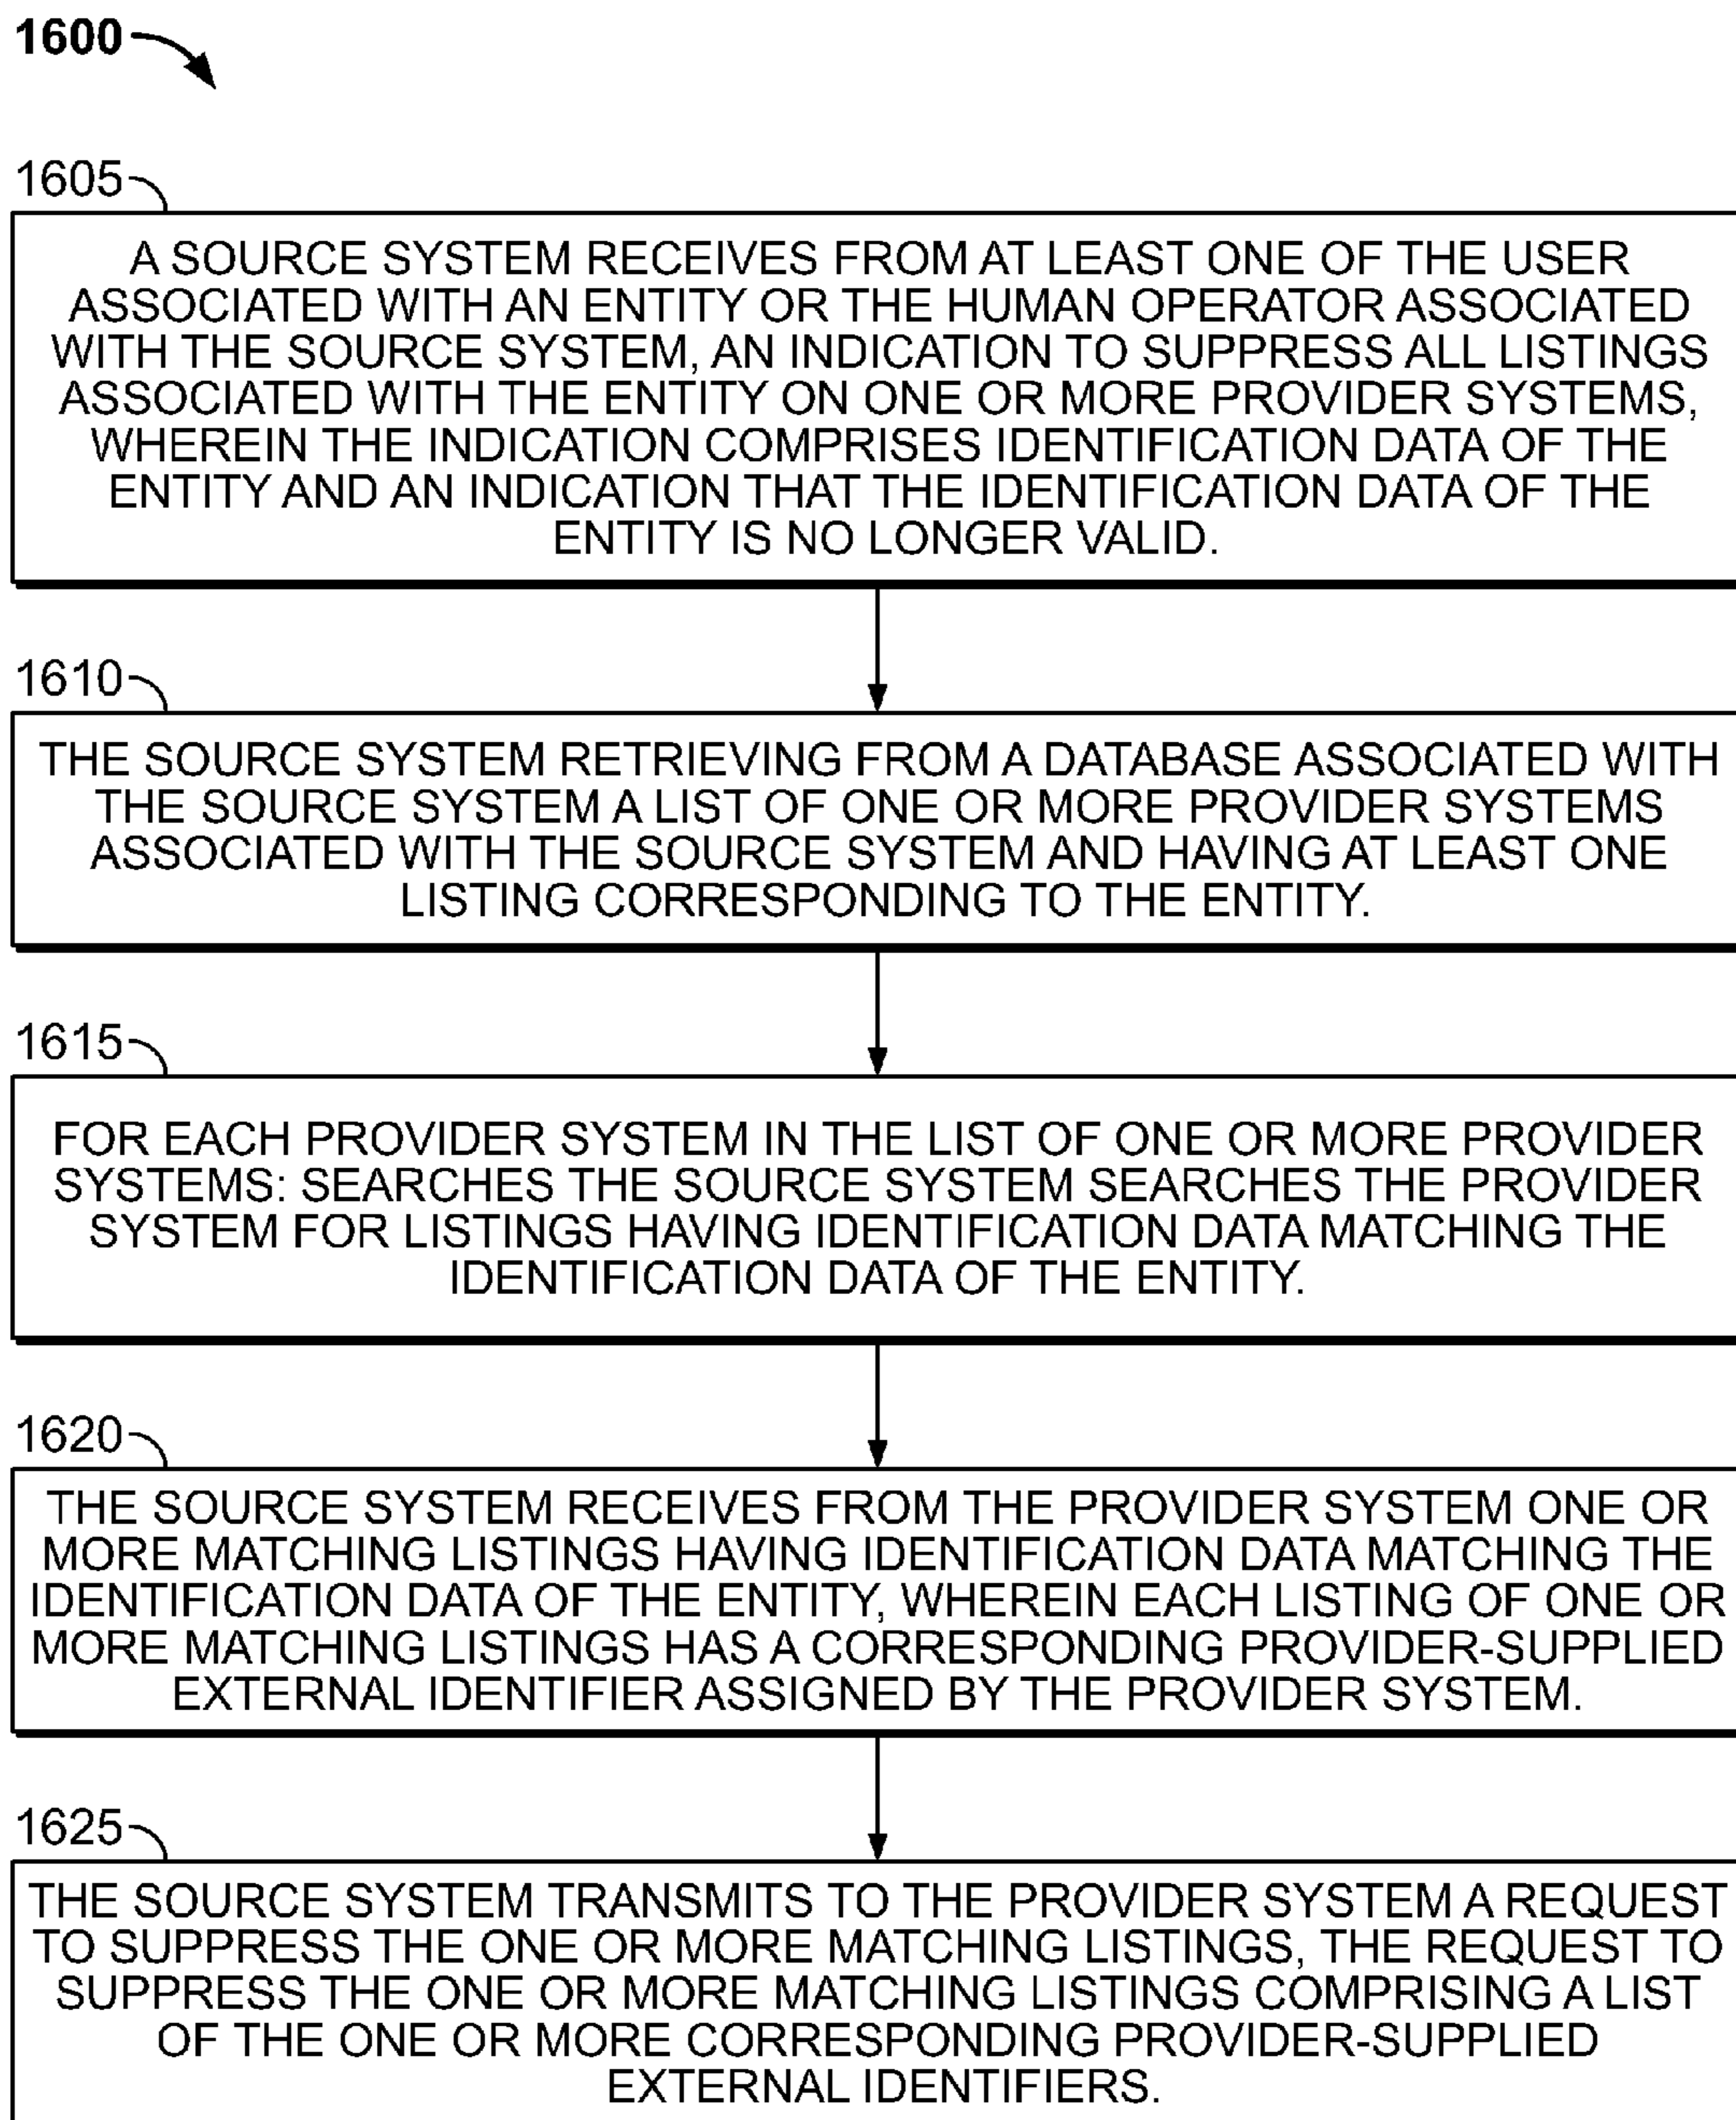 1600
1605
A SOURCE SYSTEM RECEIVES FROM AT LEAST ONE OF THE USER
ASSOCIATED WITH AN ENTITY OR THE HUMAN OPERATOR ASSOCIATED
WITH THE SOURCE SYSTEM, AN INDICATION TO SUPPRESS ALL LISTINGS
ASSOCIATED WITH THE ENTITY ON ONE OR MORE PROVIDER SYSTEMS,
WHEREIN THE INDICATION COMPRISES IDENTIFICATION DATA OF THE
ENTITY AND AN INDICATION THAT THE IDENTIFICATION DATA OF THE
ENTITY IS NO LONGER VALID.
1610
THE SOURCE SYSTEM RETRIEVING FROM A DATABASE ASSOCIATED WITH
THE SOURCE SYSTEM A LIST OF ONE OR MORE PROVIDER SYSTEMS
ASSOCIATED WITH THE SOURCE SYSTEM AND HAVING AT LEAST ONE
LISTING CORRESPONDING TO THE ENTITY.
1615
FOR EACH PROVIDER SYSTEM IN THE LIST OF ONE OR MORE PROVIDER
SYSTEMS: SEARCHES THE SOURCE SYSTEM SEARCHES THE PROVIDER
SYSTEM FOR LISTINGS HAVING IDENTIFICATION DATA MATCHING THE
IDENTIFICATION DATA OF THE ENTITY.
1620
THE SOURCE SYSTEM RECEIVES FROM THE PROVIDER SYSTEM ONE OR
MORE MATCHING LISTINGS HAVING IDENTIFICATION DATA MATCHING THE
IDENTIFICATION DATA OF THE ENTITY, WHEREIN EACH LISTING OF ONE OR
MORE MATCHING LISTINGS HAS A CORRESPONDING PROVIDER-SUPPLIED
EXTERNAL IDENTIFIER ASSIGNED BY THE PROVIDER SYSTEM.
1625
THE SOURCE SYSTEM TRANSMITS TO THE PROVIDER SYSTEM A REQUEST
TO SUPPRESS THE ONE OR MORE MATCHING LISTINGS, THE REQUEST TO
SUPPRESS THE ONE OR MORE MATCHING LISTINGS COMPRISING A LIST
OF THE ONE OR MORE CORRESPONDING PROVIDER-SUPPLIED
EXTERNAL IDENTIFIERS.